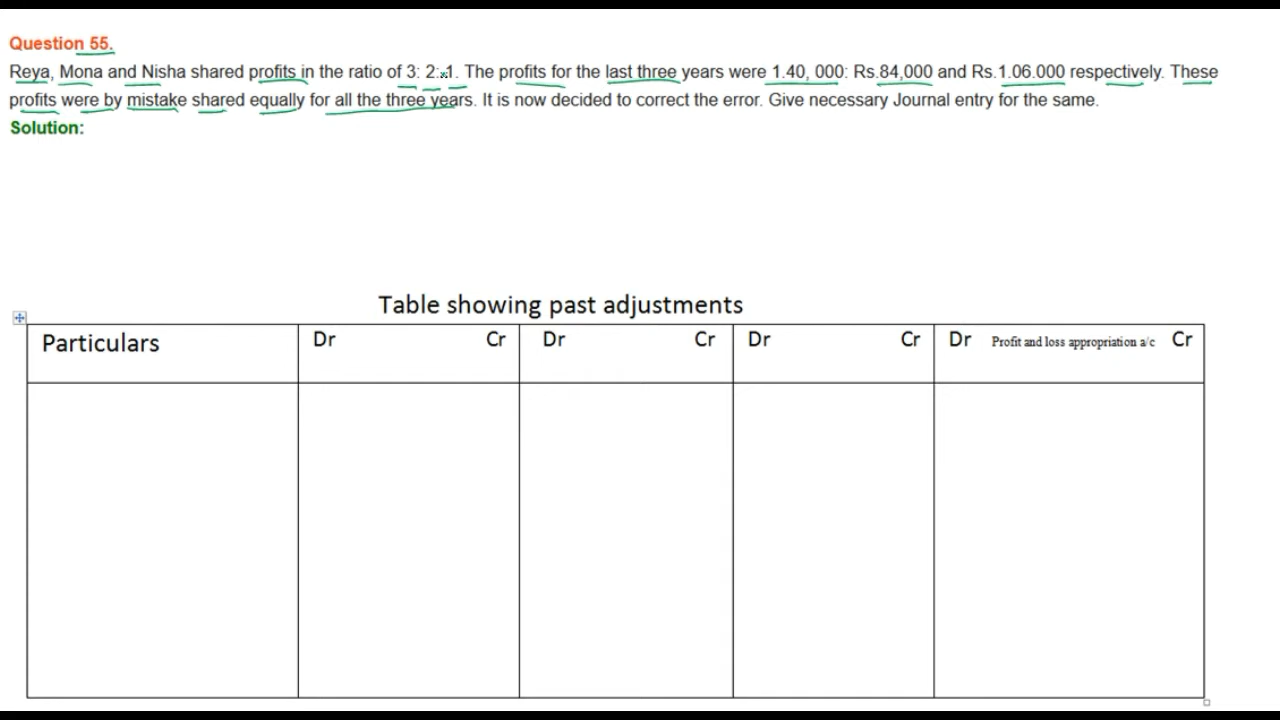 Question 55.
Reya, Mona and Nisha shared profits in the ratio of 3: 2: 1. The profits for the last three years were 1.40, 000: Rs.84,000 and Rs.1.06.000 respectively. These
profits were by mistake shared equally for all the three years. It is now decided to correct the error. Give necessary Journal entry for the same.
Solution:
Table showing past adjustments
Particulars Dr Cr Dr Cr Dr Cr Dr Profit and loss appropriation a/c Cr